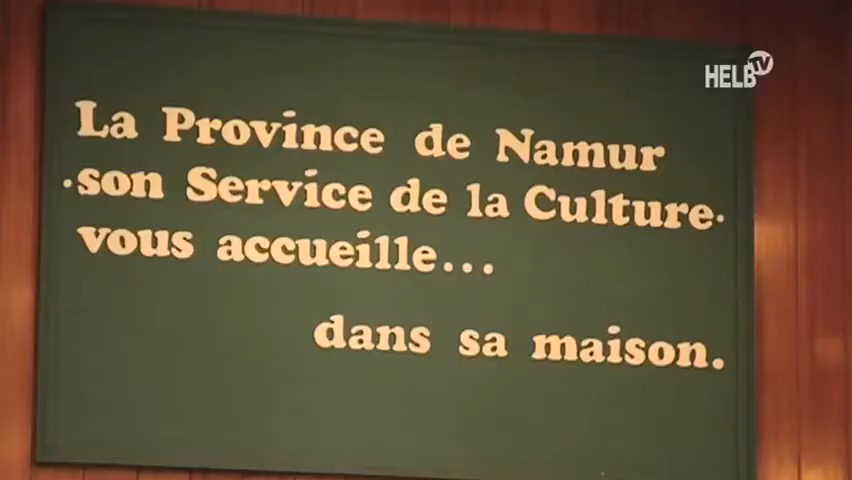 HELB TV
La Province de Namur
·son Service de la Culture·
vous accueille...
dans sa maison.